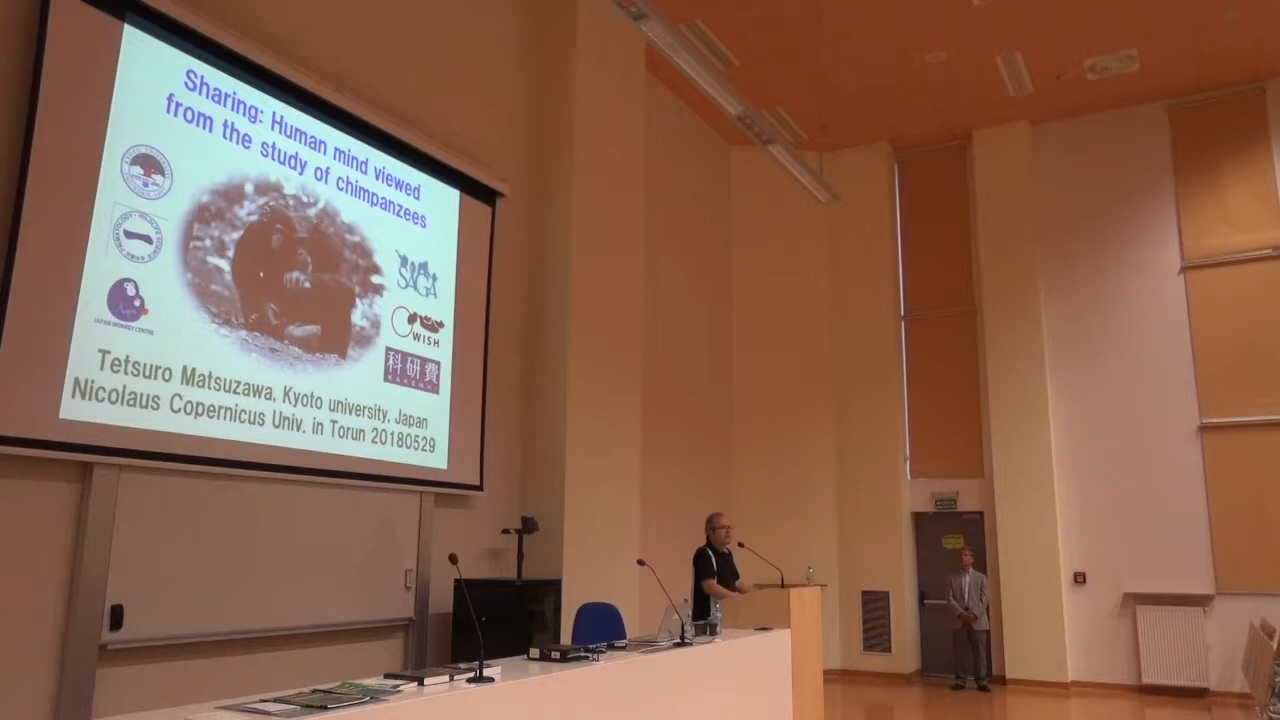 Sharing: Human mind viewed
from the study of chimpanzees
SAGA
WISH
JAPAN MONKEY CENTRE
科研費
KAKENHI
Tetsuro Matsuzawa, Kyoto university, Japan
Nicolaus Copernicus Univ. in Torun 20180529